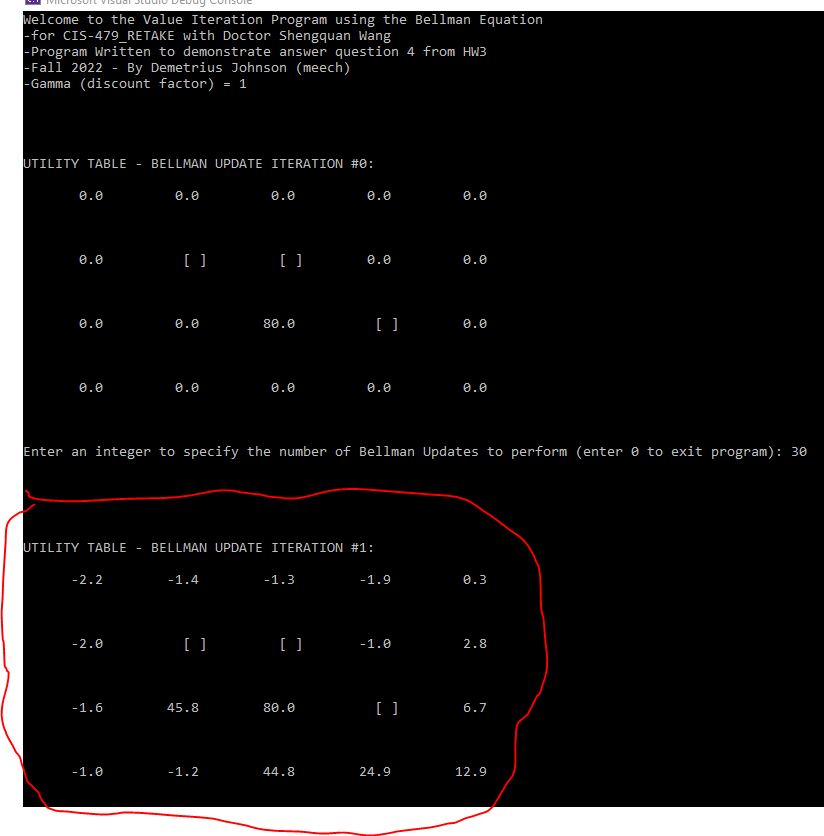 Microsoft Visual Studio Debug Console
Welcome to the Value Iteration Program using the Bellman Equation
-for CIS-479_RETAKE with Doctor Shengquan Wang
-Program Written to demonstrate answer question 4 from HW3
-Fall 2022 - By Demetrius Johnson (meech)
-Gamma (discount factor) = 1
UTILITY TABLE - BELLMAN UPDATE ITERATION #0:
0.0 0.0 0.0 0.0 0.0
0.0 [ ] [ ] 0.0 0.0
0.0 0.0 80.0 [ ] 0.0
0.0 0.0 0.0 0.0 0.0
Enter an integer to specify the number of Bellman Updates to perform (enter 0 to exit program): 30
UTILITY TABLE - BELLMAN UPDATE ITERATION #1:
-2.2 -1.4 -1.3 -1.9 0.3
-2.0 [ ] [ ] -1.0 2.8
-1.6 45.8 80.0 [ ] 6.7
-1.0 -1.2 44.8 24.9 12.9